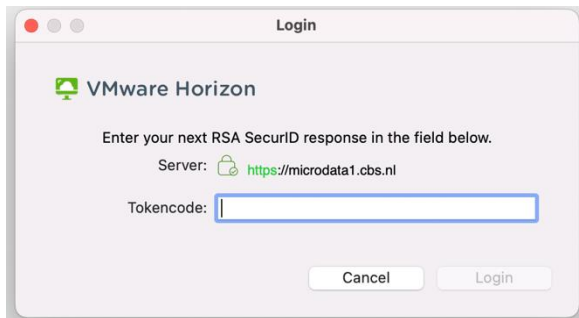 Login
VMware Horizon
Enter your next RSA SecurID response in the field below.
Server: https://microdata1.cbs.nl
Tokencode:
Cancel Login